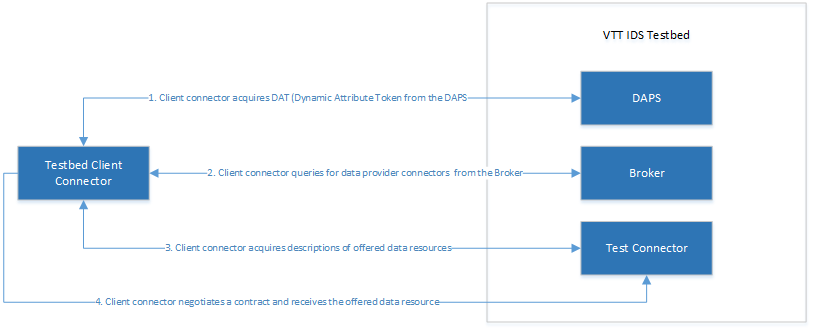 VTT IDS Testbed
1. Client connector acquires DAT (Dynamic Attribute Token from the DAPS
DAPS
Testbed Client
Connector
2. Client connector queries for data provider connectors from the Broker
Broker
3. Client connector acquires descriptions of offered data resources
Test Connector
4. Client connector negotiates a contract and receives the offered data resource